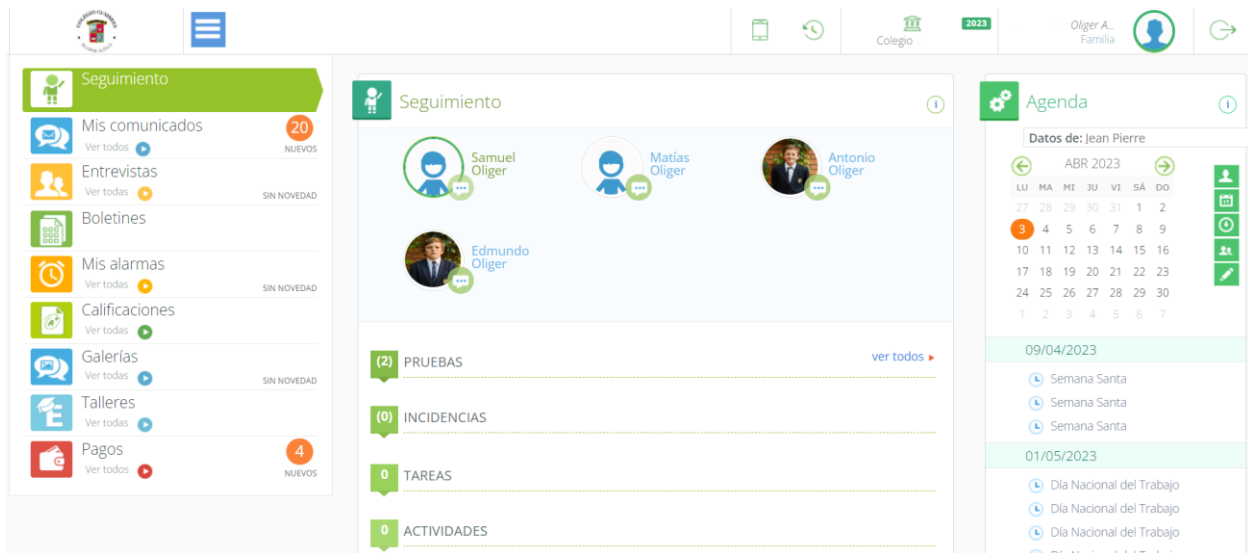 COLEGIO CUMBRES
Colegio
2023
Oliger A...
Familia
Seguimiento
Mis comunicados
Ver todos
20
NUEVOS
Entrevistas
Ver todas
SIN NOVEDAD
Boletines
Mis alarmas
Ver todas
SIN NOVEDAD
Calificaciones
Ver todas
Galerías
Ver todas
SIN NOVEDAD
Talleres
Ver todos
Pagos
Ver todos
4
NUEVOS
Seguimiento
Samuel
Oliger
Matías
Oliger
Antonio
Oliger
Edmundo
Oliger
(2) PRUEBAS
ver todos
(0) INCIDENCIAS
0 TAREAS
0 ACTIVIDADES
Agenda
Datos de: Jean Pierre
ABR 2023
LU MA MI JU VI SÁ DO
27 28 29 30 31 1 2
3 4 5 6 7 8 9
10 11 12 13 14 15 16
17 18 19 20 21 22 23
24 25 26 27 28 29 30
1 2 3 4 5 6 7
09/04/2023
Semana Santa
Semana Santa
Semana Santa
01/05/2023
Día Nacional del Trabajo
Día Nacional del Trabajo
Día Nacional del Trabajo